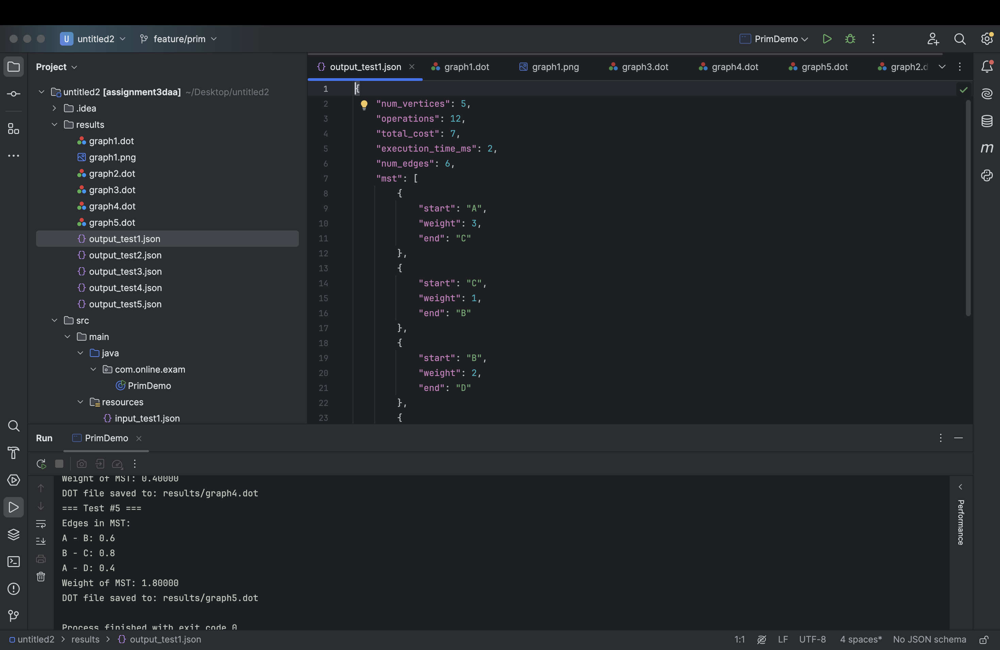 U untitled2 feature/prim PrimDemo
Project
untitled2 [assignment3daa] ~/Desktop/untitled2
.idea
results
graph1.dot
graph1.png
graph2.dot
graph3.dot
graph4.dot
graph5.dot
output_test1.json
output_test2.json
output_test3.json
output_test4.json
output_test5.json
src
main
java
com.online.exam
PrimDemo
resources
input_test1.json
output_test1.json graph1.dot graph1.png graph3.dot graph4.dot graph5.dot graph2.d
1 {
2 "num_vertices": 5,
3 "operations": 12,
4 "total_cost": 7,
5 "execution_time_ms": 2,
6 "num_edges": 6,
7 "mst": [
8 {
9 "start": "A",
10 "weight": 3,
11 "end": "C"
12 },
13 {
14 "start": "C",
15 "weight": 1,
16 "end": "B"
17 },
18 {
19 "start": "B",
20 "weight": 2,
21 "end": "D"
22 },
23 {
m
Run PrimDemo
Weight of MST: 0.40000
DOT file saved to: results/graph4.dot
=== Test #5 ===
Edges in MST:
A - B: 0.6
B - C: 0.8
A - D: 0.4
Weight of MST: 1.80000
DOT file saved to: results/graph5.dot
Process finished with exit code 0
Performance
untitled2 > results > output_test1.json 1:1 LF UTF-8 4 spaces* No JSON schema